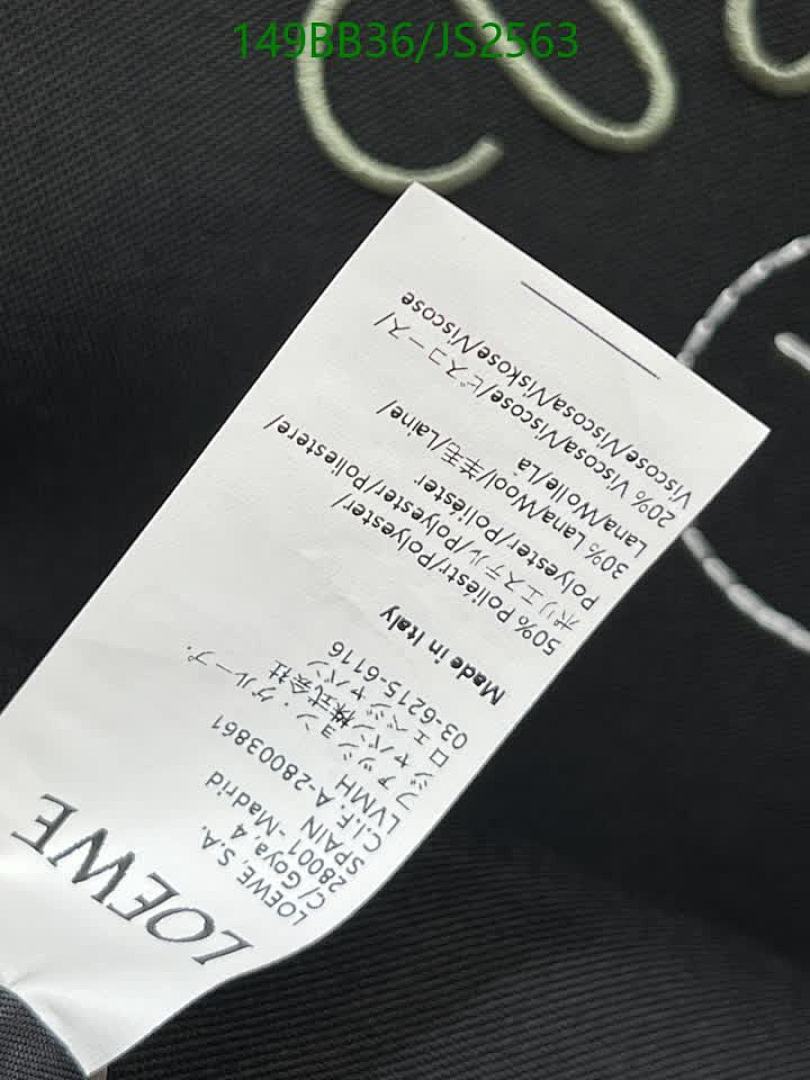 149BB36/JS2563
LOEWE
LOEWE, S.A.
C/ Goya, 4
28001 - Madrid
SPAIN
C.I.F. A-28003861
LVMH
ファッション・グループ.
ジャパン株式会社
ロエベジャパン
03-6215-6116
Made in Italy
50% Poliéstr/Polyester/
ポリエステル/Polyester/Poliestere/
Polyester/Poliéster
30% Lana/Wool/羊毛/Laine/
Lana/Wolle/Lã
20% Viscosa/Viscose/ビスコース/
Viscose/Viscosa/Viskose/Viscose